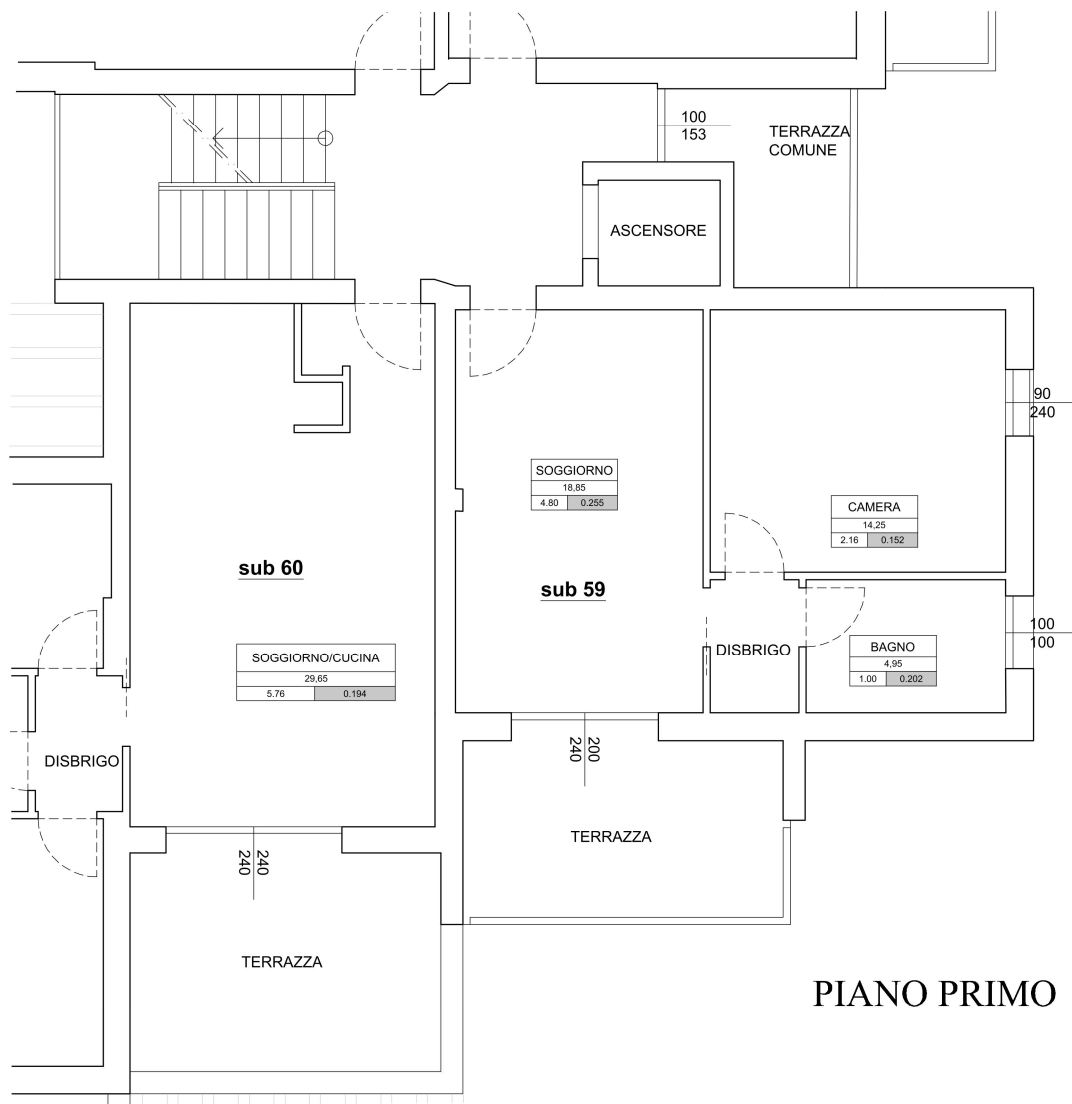 100
153
TERRAZZA
COMUNE
ASCENSORE
90
240
SOGGIORNO
18,85
4.80 0.255
CAMERA
14,25
2.16 0.152
sub 60
sub 59
100
100
SOGGIORNO/CUCINA
29,65
5.76 0.194
DISBRIGO
BAGNO
4,95
1.00 0.202
DISBRIGO
240
200
TERRAZZA
240
240
TERRAZZA
PIANO PRIMO